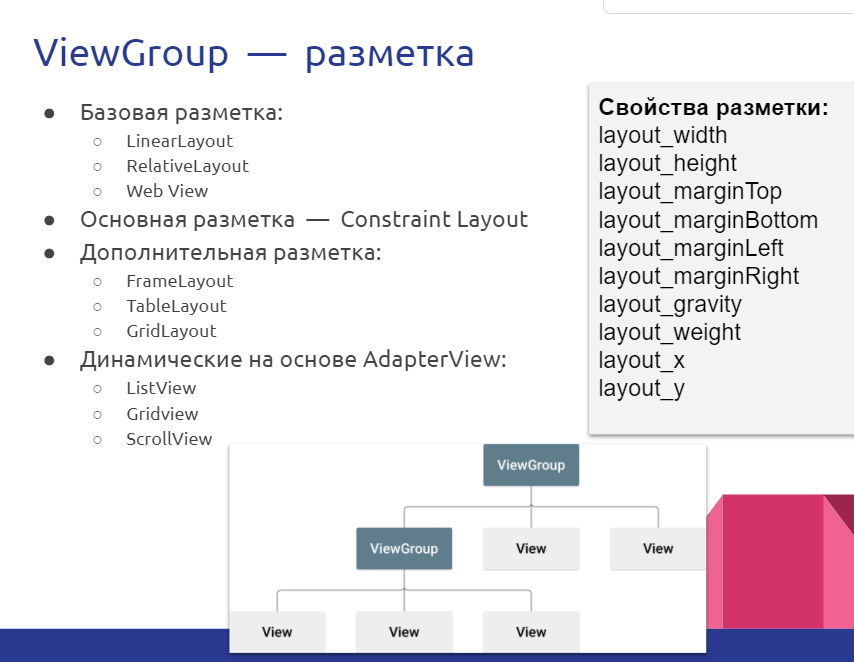 ViewGroup — разметка
● Базовая разметка:
○ LinearLayout
○ RelativeLayout
○ Web View
● Основная разметка — Constraint Layout
● Дополнительная разметка:
○ FrameLayout
○ TableLayout
○ GridLayout
● Динамические на основе AdapterView:
○ ListView
○ Gridview
○ ScrollView
Свойства разметки:
layout_width
layout_height
layout_marginTop
layout_marginBottom
layout_marginLeft
layout_marginRight
layout_gravity
layout_weight
layout_x
layout_y
ViewGroup
ViewGroup View View
View View View